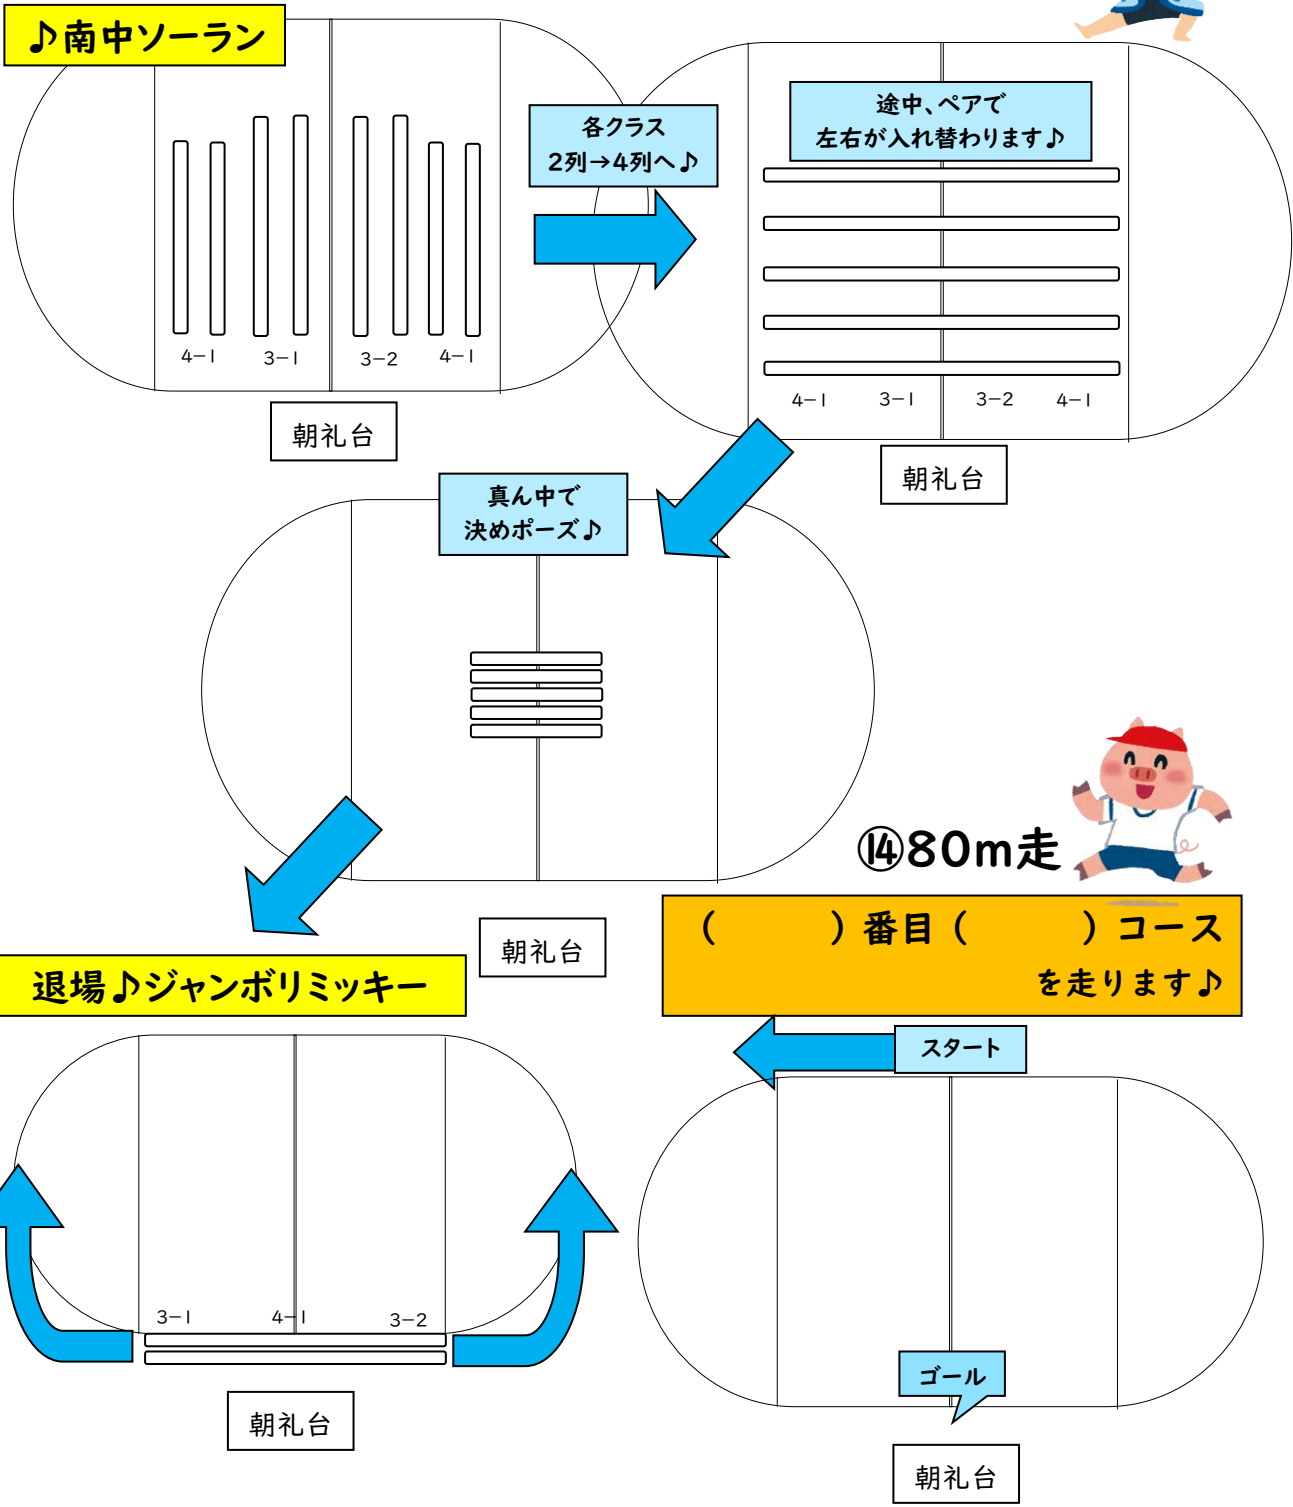 ♪南中ソーラン
各クラス
2列→4列へ♪
途中、ペアで
左右が入れ替わります♪
4-1 3-1 3-2 4-1
朝礼台
4-1 3-1 3-2 4-1
朝礼台
真ん中で
決めポーズ♪
朝礼台
退場♪ジャンボリミッキー
3-1 4-1 3-2
朝礼台
⑭80m走
（　　　）番目（　　　）コース
を走ります♪
スタート
ゴール
朝礼台